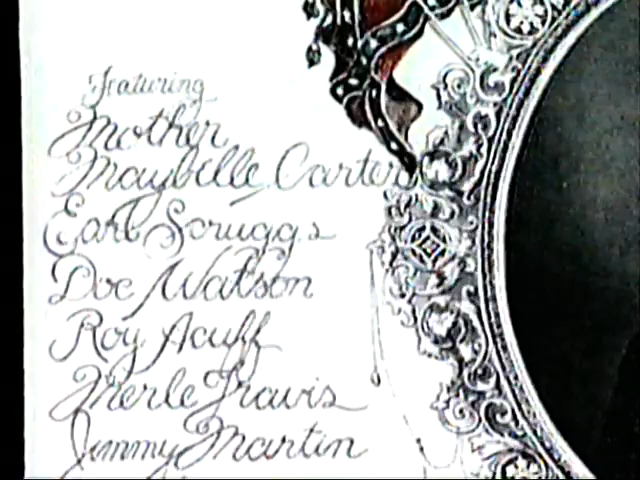 Featuring
Mother
Maybelle Carter
Earl Scruggs
Doc Watson
Roy Acuff
Merle Travis
Jimmy Martin